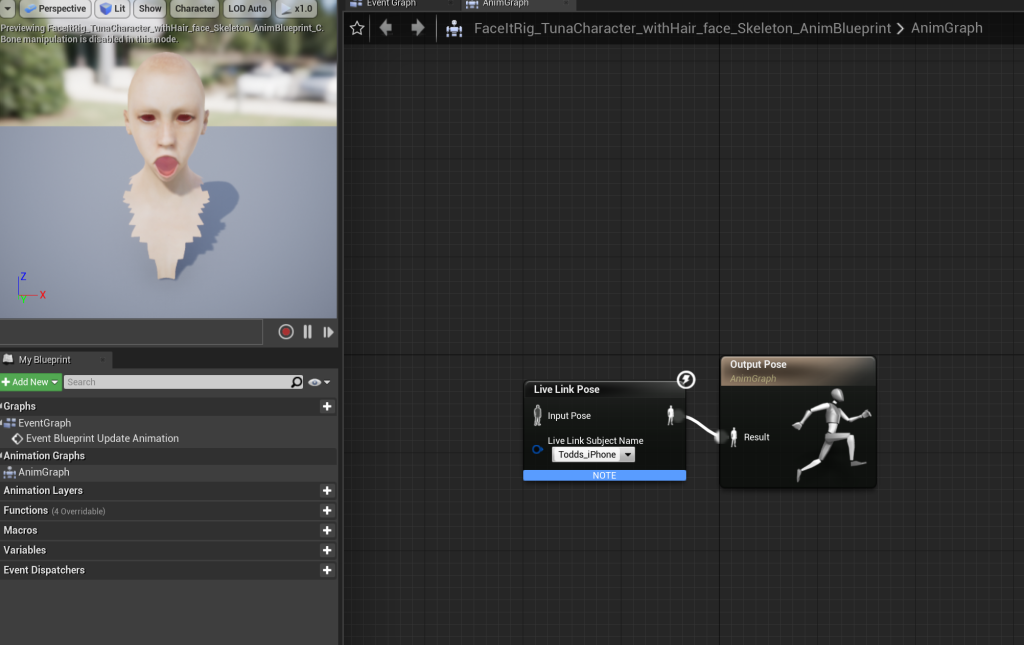 Perspective
Lit
Show
Character
LOD Auto
x1.0
Previewing FaceItRig_TunaCharacter_withHair_face_Skeleton_AnimBlueprint_C.
Bone manipulation is disabled in this mode.
Z
X
My Blueprint
Add New
Search
Graphs
EventGraph
Event Blueprint Update Animation
Animation Graphs
AnimGraph
Animation Layers
Functions (4 Overridable)
Macros
Variables
Event Dispatchers
Event Graph
AnimGraph
FaceItRig_TunaCharacter_withHair_face_Skeleton_AnimBlueprint > AnimGraph
Live Link Pose
Input Pose
Live Link Subject Name
Todds_iPhone
NOTE
Output Pose
AnimGraph
Result